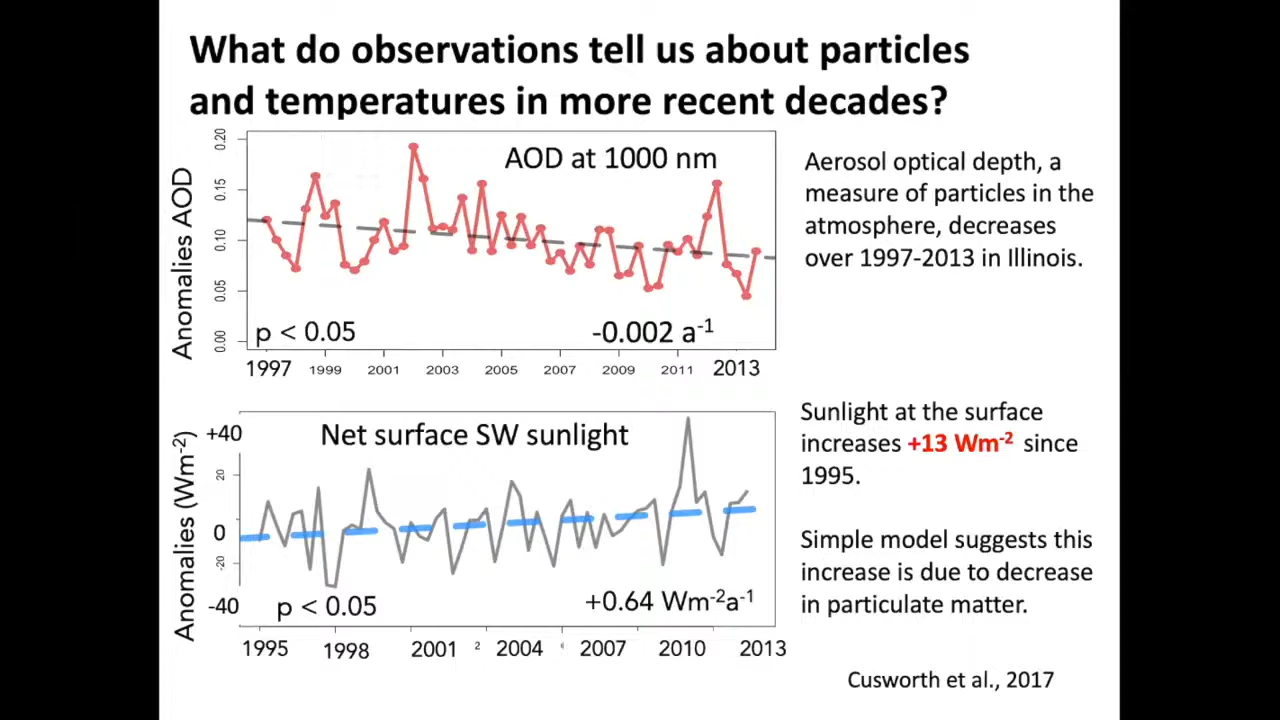 What do observations tell us about particles
and temperatures in more recent decades?
Anomalies AOD
0.20
0.15
0.10
0.05
0.00
AOD at 1000 nm
p < 0.05
-0.002 a-1
1997 1999 2001 2003 2005 2007 2009 2011 2013
Aerosol optical depth, a
measure of particles in the
atmosphere, decreases
over 1997-2013 in Illinois.
Anomalies (Wm-2)
+40
20
0
-20
-40
Net surface SW sunlight
p < 0.05
+0.64 Wm-2a-1
1995 1998 2001 2 2004 2007 2010 2013
Sunlight at the surface
increases +13 Wm-2 since
1995.
Simple model suggests this
increase is due to decrease
in particulate matter.
Cusworth et al., 2017